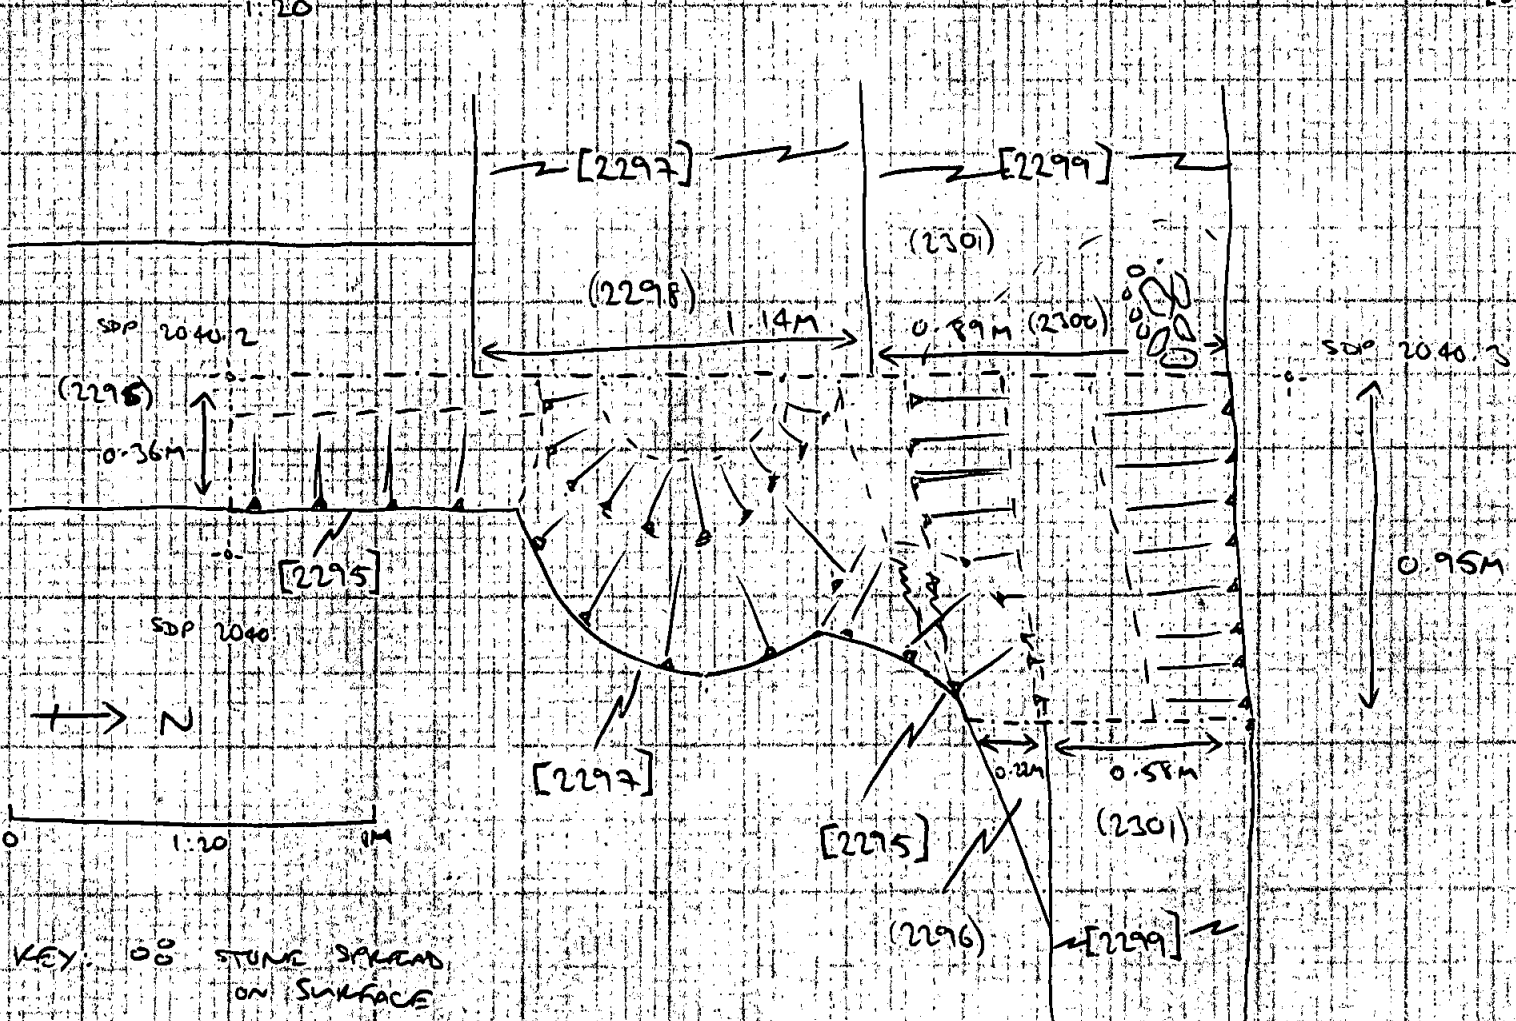 1:20
[2297]
[2299]
(2301)
(2298)
1.14M
0.89M
(2300)
SDP 2040.2
SDP 2040.3
0.36M
[2295]
0.95M
SDP 2040
N
0.22M
0.58M
[2297]
(2301)
[2295]
0 1:20 1M
(2296)
[2299]
KEY: STONE SPREAD
ON SURFACE